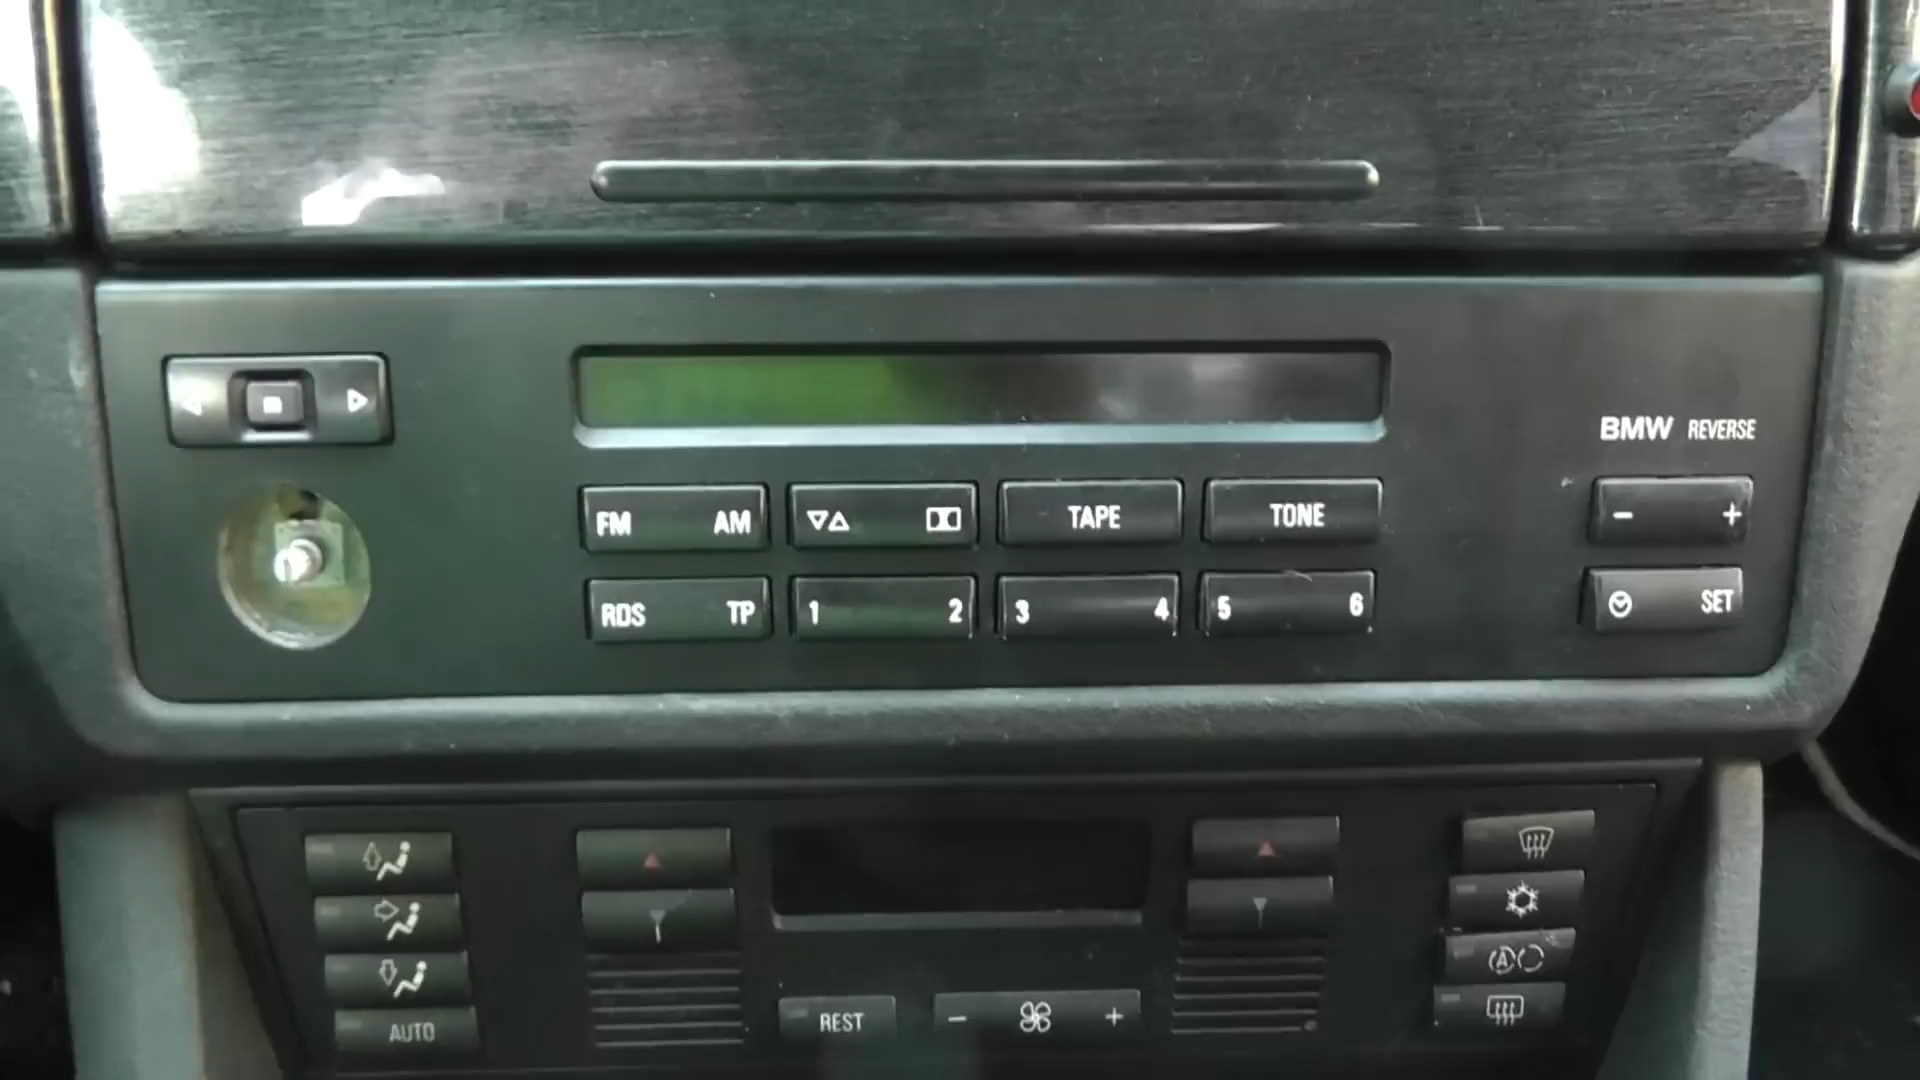 BMW REVERSE
FM AM TAPE TONE - +
RDS TP 1 2 3 4 5 6 SET
REST - +
AUTO
A